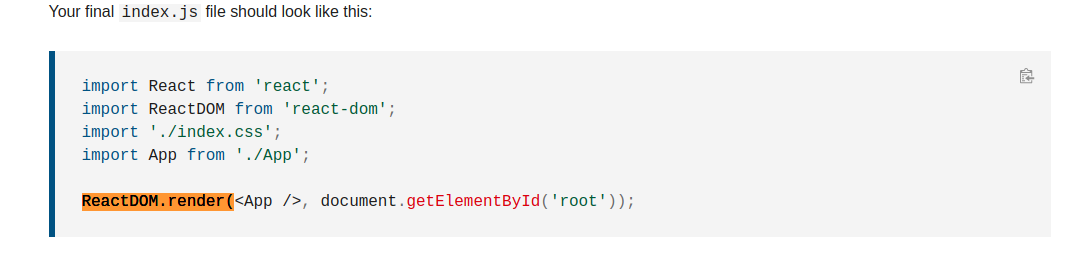 Your final index.js file should look like this:
import React from 'react';
import ReactDOM from 'react-dom';
import './index.css';
import App from './App';
ReactDOM.render(<App />, document.getElementById('root'));